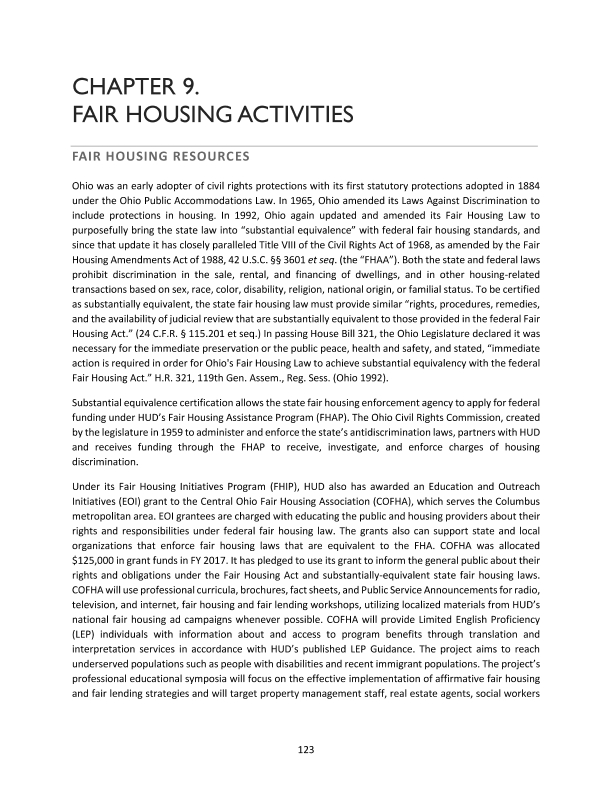 CHAPTER 9.
FAIR HOUSING ACTIVITIES
FAIR HOUSING RESOURCES
Ohio was an early adopter of civil rights protections with its first statutory protections adopted in 1884
under the Ohio Public Accommodations Law. In 1965, Ohio amended its Laws Against Discrimination to
include protections in housing. In 1992, Ohio again updated and amended its Fair Housing Law to
purposefully bring the state law into “substantial equivalence” with federal fair housing standards, and
since that update it has closely paralleled Title VIII of the Civil Rights Act of 1968, as amended by the Fair
Housing Amendments Act of 1988, 42 U.S.C. §§ 3601 et seq. (the “FHAA”). Both the state and federal laws
prohibit discrimination in the sale, rental, and financing of dwellings, and in other housing-related
transactions based on sex, race, color, disability, religion, national origin, or familial status. To be certified
as substantially equivalent, the state fair housing law must provide similar “rights, procedures, remedies,
and the availability of judicial review that are substantially equivalent to those provided in the federal Fair
Housing Act.” (24 C.F.R. § 115.201 et seq.) In passing House Bill 321, the Ohio Legislature declared it was
necessary for the immediate preservation or the public peace, health and safety, and stated, “immediate
action is required in order for Ohio's Fair Housing Law to achieve substantial equivalency with the federal
Fair Housing Act.” H.R. 321, 119th Gen. Assem., Reg. Sess. (Ohio 1992).
Substantial equivalence certification allows the state fair housing enforcement agency to apply for federal
funding under HUD’s Fair Housing Assistance Program (FHAP). The Ohio Civil Rights Commission, created
by the legislature in 1959 to administer and enforce the state’s antidiscrimination laws, partners with HUD
and receives funding through the FHAP to receive, investigate, and enforce charges of housing
discrimination.
Under its Fair Housing Initiatives Program (FHIP), HUD also has awarded an Education and Outreach
Initiatives (EOI) grant to the Central Ohio Fair Housing Association (COFHA), which serves the Columbus
metropolitan area. EOI grantees are charged with educating the public and housing providers about their
rights and responsibilities under federal fair housing law. The grants also can support state and local
organizations that enforce fair housing laws that are equivalent to the FHA. COFHA was allocated
$125,000 in grant funds in FY 2017. It has pledged to use its grant to inform the general public about their
rights and obligations under the Fair Housing Act and substantially-equivalent state fair housing laws.
COFHA will use professional curricula, brochures, fact sheets, and Public Service Announcements for radio,
television, and internet, fair housing and fair lending workshops, utilizing localized materials from HUD’s
national fair housing ad campaigns whenever possible. COFHA will provide Limited English Proficiency
(LEP) individuals with information about and access to program benefits through translation and
interpretation services in accordance with HUD’s published LEP Guidance. The project aims to reach
underserved populations such as people with disabilities and recent immigrant populations. The project’s
professional educational symposia will focus on the effective implementation of affirmative fair housing
and fair lending strategies and will target property management staff, real estate agents, social workers
123